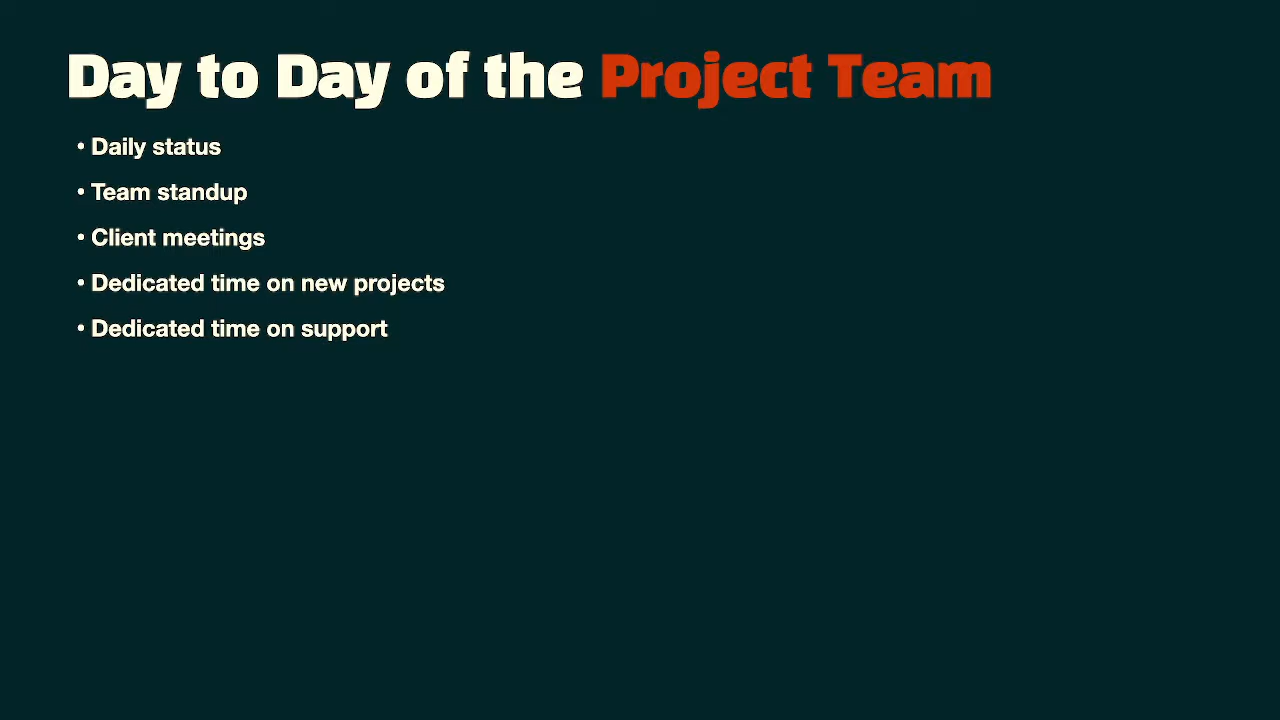 Day to Day of the Project Team
• Daily status
• Team standup
• Client meetings
• Dedicated time on new projects
• Dedicated time on support